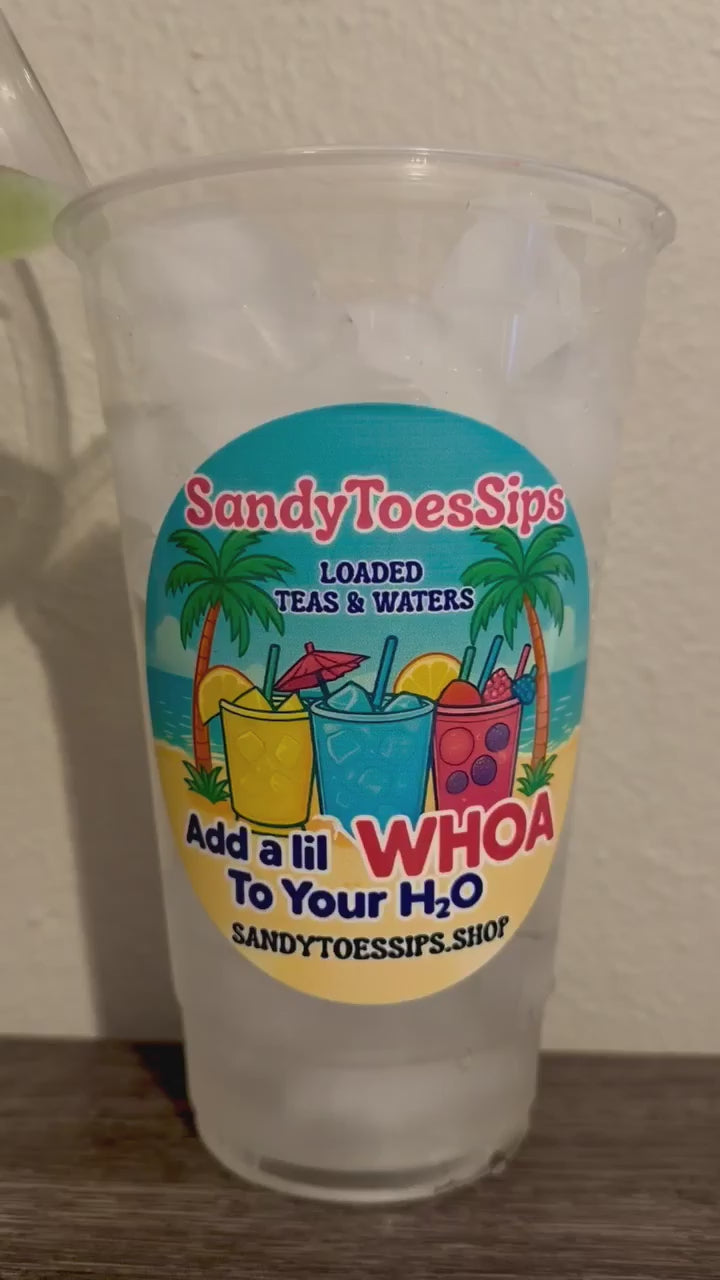 SandyToesSips
LOADED
TEAS & WATERS
Add a lil WHOA
To Your H₂O
SANDYTOESSIPS.SHOP